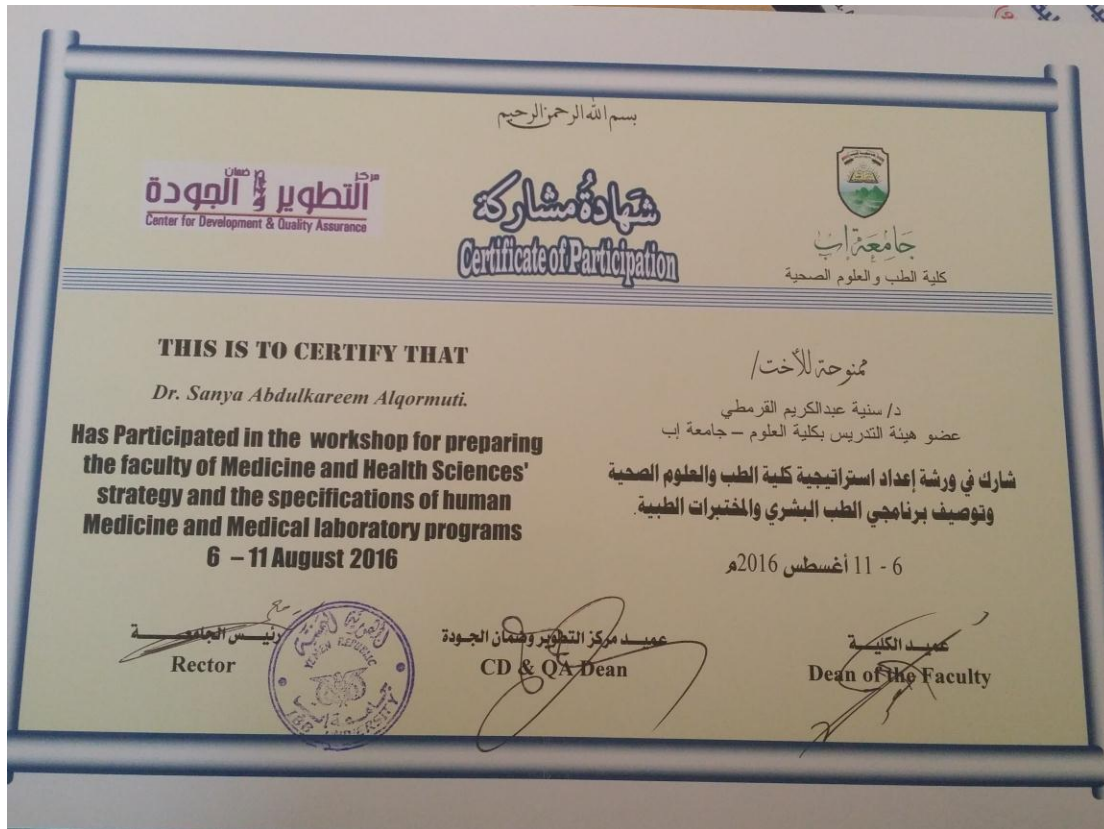 بسم الله الرحمن الرحيم
مركز
ضمان
التطوير و الجودة
Center for Development & Quality Assurance
شهادة مشاركة
Certificate of Participation
جامعة إب
كلية الطب والعلوم الصحية
THIS IS TO CERTIFY THAT
Dr. Sanya Abdulkareem Alqormuti.
Has Participated in the workshop for preparing
the faculty of Medicine and Health Sciences'
strategy and the specifications of human
Medicine and Medical laboratory programs
6 – 11 August 2016
ممنوحة للأخت/
د/ سنية عبدالكريم القرمطي
عضو هيئة التدريس بكلية العلوم – جامعة إب
شارك في ورشة إعداد استراتيجية كلية الطب والعلوم الصحية
وتوصيف برنامجي الطب البشري والمختبرات الطبية.
6 - 11 أغسطس 2016م
رئيس الجامعة
Rector
عميد مركز التطوير وضمان الجودة
CD & QA Dean
عميد الكلية
Dean of the Faculty
YEMEN REPUBLIC
IBB UNIVERSITY